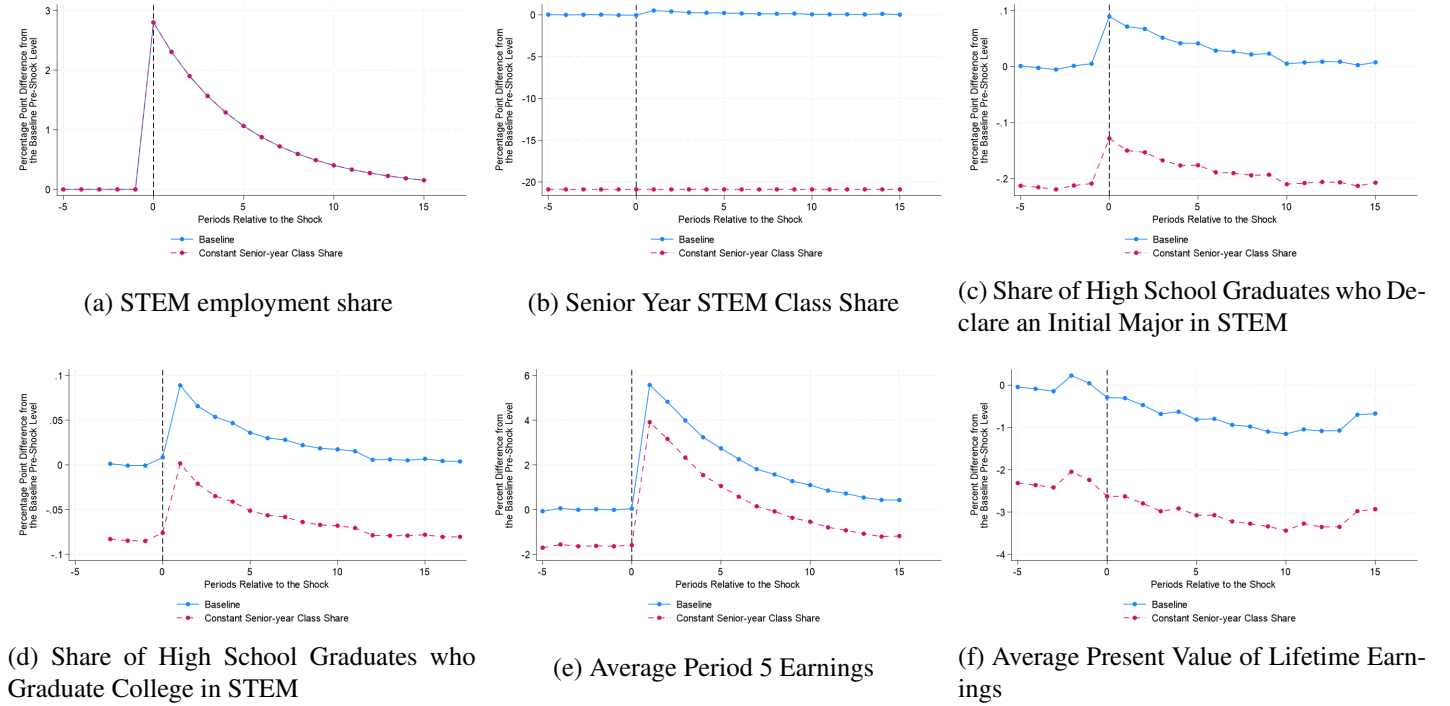 Percentage Point Difference from
the Baseline Pre-Shock Level
3
2
1
0
-5
0
5
10
15
Periods Relative to the Shock
Baseline
Constant Senior-year Class Share
(a) STEM employment share
Percentage Point Difference from
the Baseline Pre-Shock Level
0
-5
-10
-15
-20
-5
0
5
10
15
Periods Relative to the Shock
Baseline
Constant Senior-year Class Share
(b) Senior Year STEM Class Share
Percentage Point Difference from
the Baseline Pre-Shock Level
.1
0
-.1
-.2
-5
0
5
10
15
Periods Relative to the Shock
Baseline
Constant Senior-year Class Share
(c) Share of High School Graduates who De-
clare an Initial Major in STEM
Percentage Point Difference from
the Baseline Pre-Shock Level
.1
.05
0
-.05
-.1
-5
0
5
10
15
Periods Relative to the Shock
Baseline
Constant Senior-year Class Share
(d) Share of High School Graduates who
Graduate College in STEM
Percent Difference from
the Baseline Pre-Shock Level
6
4
2
0
-2
-5
0
5
10
15
Periods Relative to the Shock
Baseline
Constant Senior-year Class Share
(e) Average Period 5 Earnings
Percent Difference from
the Baseline Pre-Shock Level
0
-1
-2
-3
-4
-5
0
5
10
15
Periods Relative to the Shock
Baseline
Constant Senior-year Class Share
(f) Average Present Value of Lifetime Earn-
ings